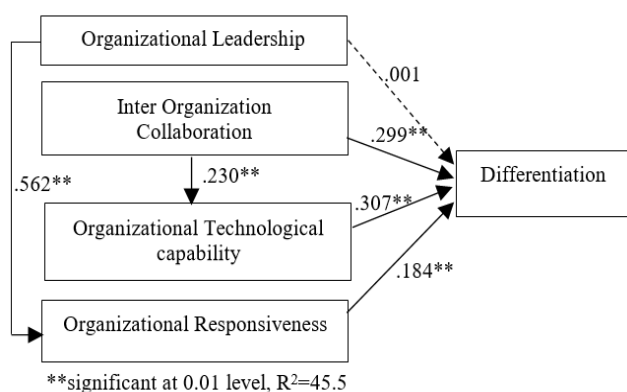 Organizational Leadership
.001
Inter Organization
Collaboration
.299**
.562**
.230**
Differentiation
Organizational Technological
capability
.307**
.184**
Organizational Responsiveness
**significant at 0.01 level, R²=45.5